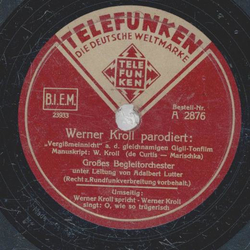 TELEFUNKEN
DIE DEUTSCHE WELTMARKE
TELE
FUN
KEN
B.I.E.M.
Bestell-Nr.
A 2876
Werner Kroll parodiert:
„Vergißmeinnicht" a. d. gleichnamigen Gigli-Tonfilm
Manuskript: W. Kroll (de Curtis — Marischka)
Großes Begleitorchester
unter Leitung von Adalbert Lutter
(Recht z. Rundfunkverbreitung vorbehalt.)
Umseitig:
Werner Kroll spricht - Werner Kroll
singt: O, wie so trügerisch